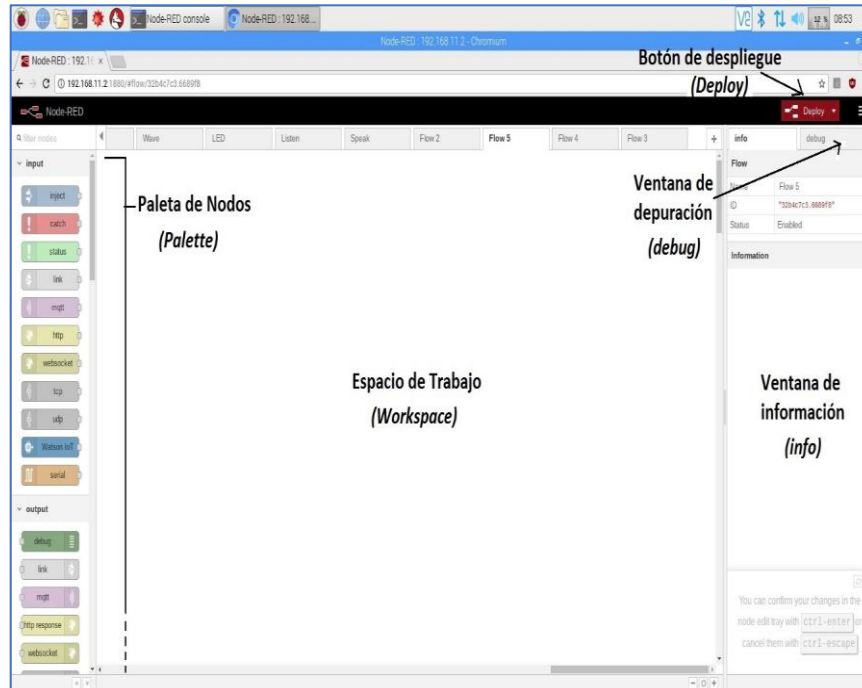 Node-RED console
Node-RED : 192.168...
12 %
08:53
Node-RED : 192.168.11.2 - Chromium
Node-RED : 192.1
Botón de despliegue
(Deploy)
192.168.11.2:1880/#flow/32b4c7c3.6689f8
Node-RED
Deploy
filter nodes
Wave
LED
Listen
Speak
Flow 2
Flow 5
Flow 4
Flow 3
+
info
debug
input
inject
catch
status
link
mqtt
http
websocket
tcp
udp
Watson IoT
serial
output
debug
link
mqtt
http response
websocket
Paleta de Nodos
(Palette)
Espacio de Trabajo
(Workspace)
Ventana de
depuración
(debug)
Flow
Name Flow 5
ID "32b4c7c3.6689f8"
Status Enabled
Information
Ventana de
información
(info)
You can confirm your changes in the
node edit tray with ctrl-enter or
cancel them with ctrl-escape